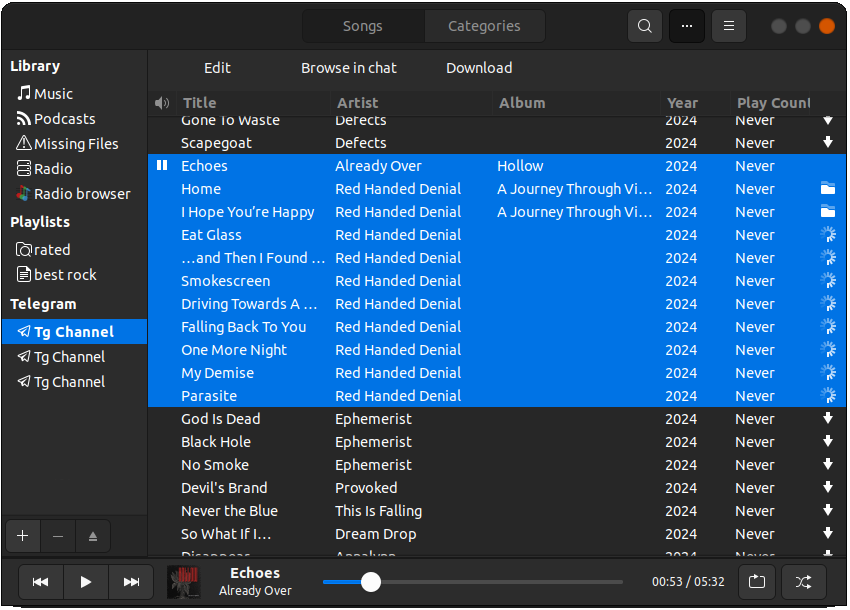 Songs Categories
Edit Browse in chat Download
Library
Music
Podcasts
Missing Files
Radio
Radio browser
Playlists
rated
best rock
Telegram
Tg Channel
Tg Channel
Tg Channel
Title Artist Album Year Play Count
Gone To Waste Defects 2024 Never
Scapegoat Defects 2024 Never
Echoes Already Over Hollow 2024 Never
Home Red Handed Denial A Journey Through Vi... 2024 Never
I Hope You're Happy Red Handed Denial A Journey Through Vi... 2024 Never
Eat Glass Red Handed Denial 2024 Never
...and Then I Found ... Red Handed Denial 2024 Never
Smokescreen Red Handed Denial 2024 Never
Driving Towards A ... Red Handed Denial 2024 Never
Falling Back To You Red Handed Denial 2024 Never
One More Night Red Handed Denial 2024 Never
My Demise Red Handed Denial 2024 Never
Parasite Red Handed Denial 2024 Never
God Is Dead Ephemerist 2024 Never
Black Hole Ephemerist 2024 Never
No Smoke Ephemerist 2024 Never
Devil's Brand Provoked 2024 Never
Never the Blue This Is Falling 2024 Never
So What If I... Dream Drop 2024 Never
Disappear 2024 Never
Echoes
Already Over
00:53 / 05:32